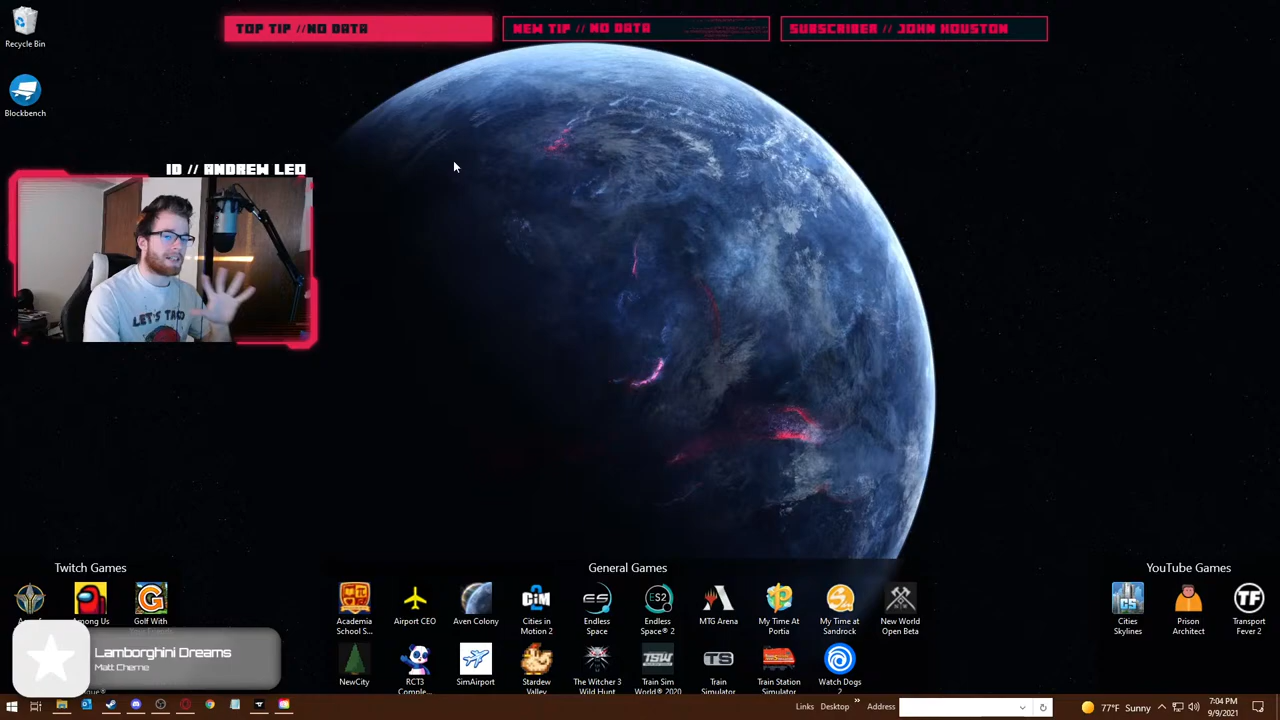 Recycle Bin
TOP TIP //NO DATA
NEW TIP // NO DATA
SUBSCRIBER // JOHN HOUSTON
Blockbench
ID // ANDREW LEO
LET'S TACO
Twitch Games
General Games
YouTube Games
Among Us
Golf With
Academia
School S...
Airport CEO
Aven Colony
Cities in
Motion 2
Endless
Space
Endless
Space® 2
MTG Arena
My Time At
Portia
My Time at
Sandrock
New World
Open Beta
Cities
Skylines
Prison
Architect
Transport
Fever 2
Lamborghini Dreams
Matt Cherne
NewCity
RCT3
Comple...
SimAirport
Stardew
Valley
The Witcher 3
Wild Hunt
Train Sim
World® 2020
Train
Simulator
Train Station
Simulator
Watch Dogs
2
Links
Desktop
Address
77°F Sunny
7:04 PM
9/9/2021